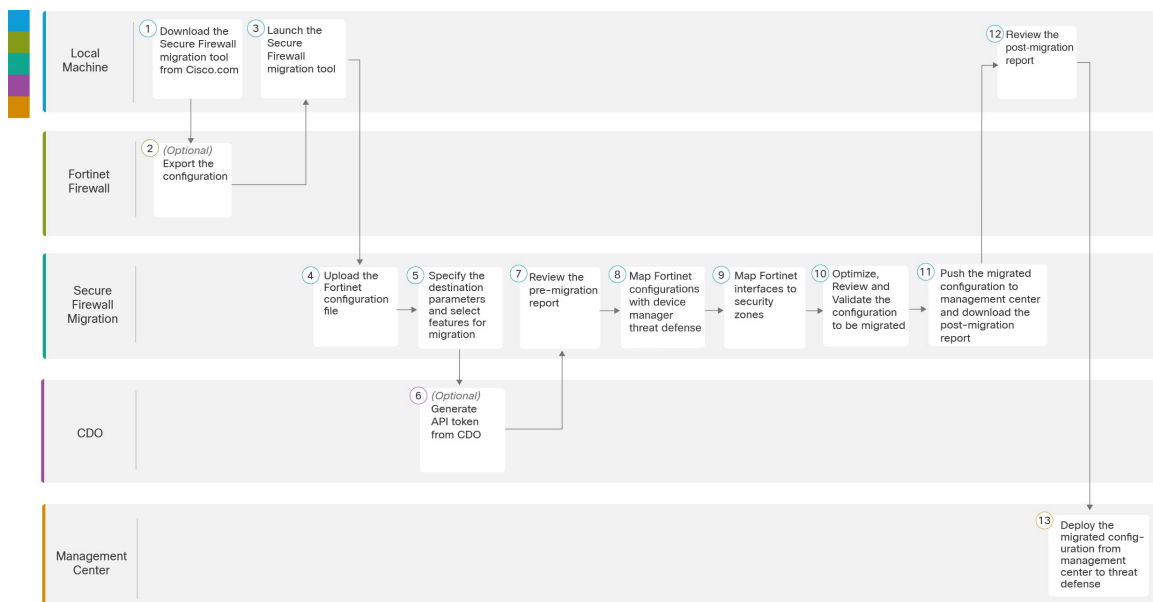 Local
Machine
1
Download the
Secure Firewall
migration tool
from Cisco.com
3
Launch the
Secure
Firewall
migration tool
12
Review the
post-migration
report
Fortinet
Firewall
2
(Optional)
Export the
configuration
Secure
Firewall
Migration
4
Upload the
Fortinet
configuration
file
5
Specify the
destination
parameters
and select
features for
migration
7
Review the
pre-migration
report
8
Map Fortinet
configurations
with device
manager
threat defense
9
Map Fortinet
interfaces to
security
zones
10
Optimize,
Review and
Validate the
configuration
to be migrated
11
Push the migrated
configuration to
management center
and download the
post-migration
report
CDO
6
(Optional)
Generate
API token
from CDO
Management
Center
13
Deploy the
migrated config-
uration from
management
center to threat
defense